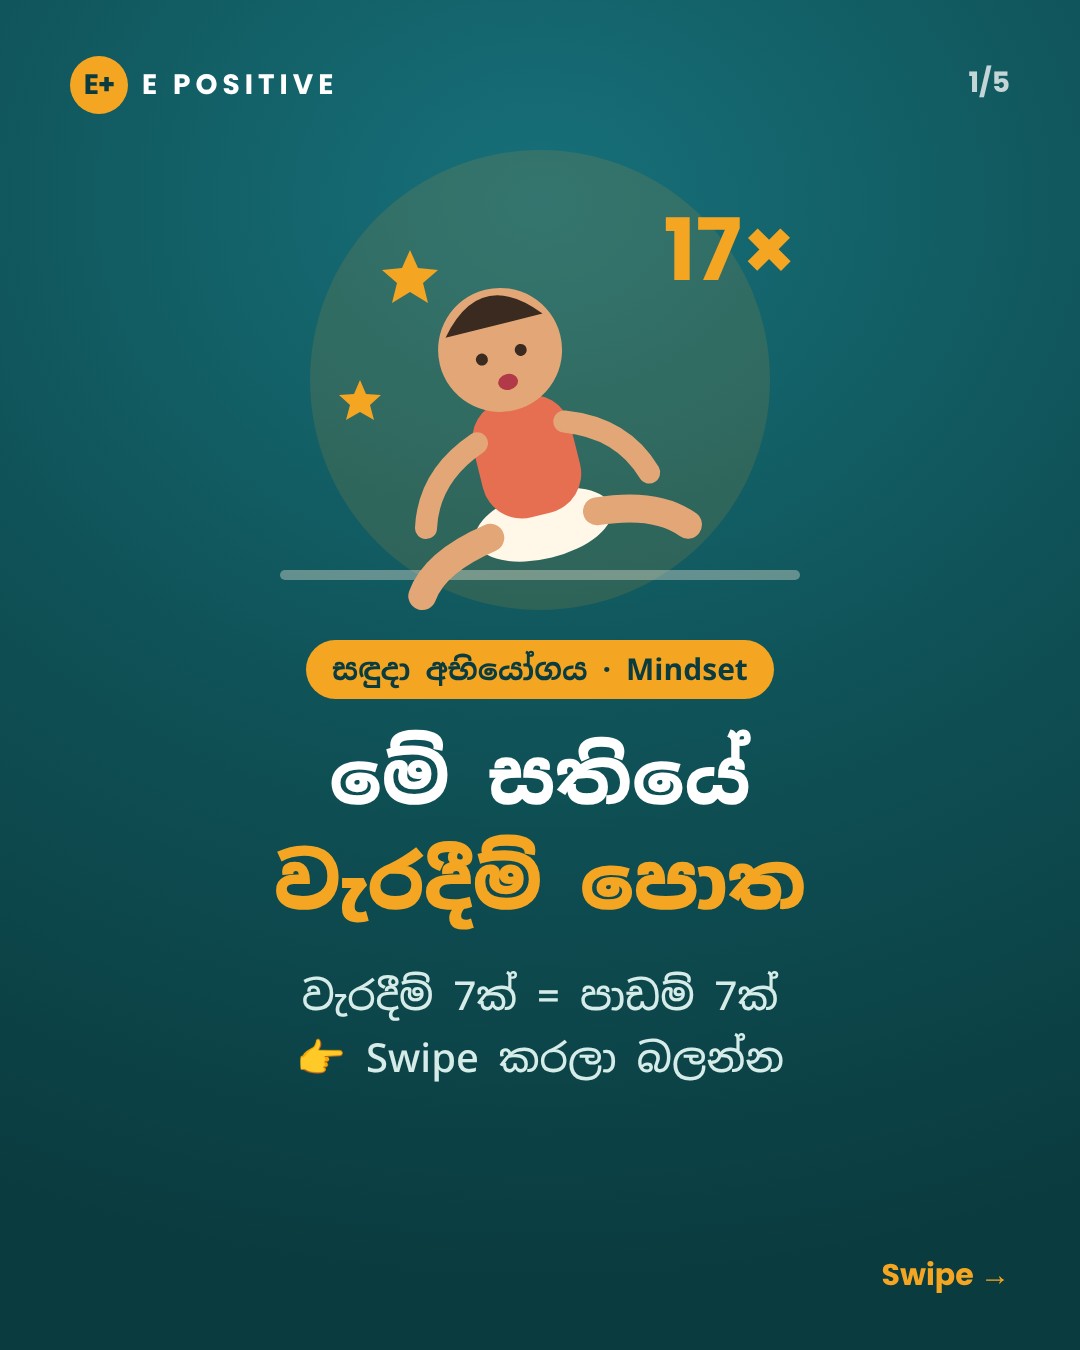 E+ E POSITIVE
1/5
17×
සඳුදා අභියෝගය · Mindset
මේ සතියේ
වැරදීම් පොත
වැරදීම් 7ක් = පාඩම් 7ක්
👉 Swipe කරලා බලන්න
Swipe →